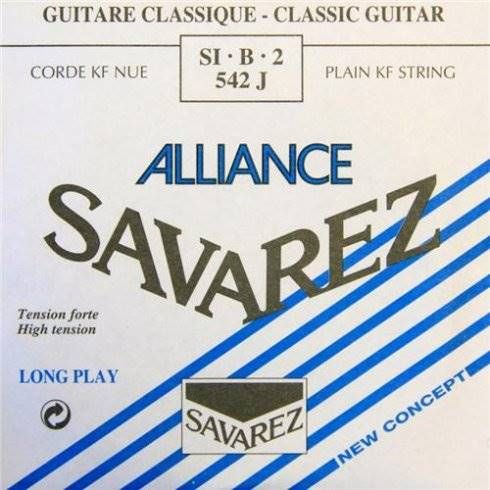 GUITARE CLASSIQUE - CLASSIC GUITAR
CORDE KF NUE
SI · B · 2
542 J
PLAIN KF STRING
ALLIANCE
SAVAREZ
Tension forte
High tension
LONG PLAY
SAVAREZ
NEW CONCEPT